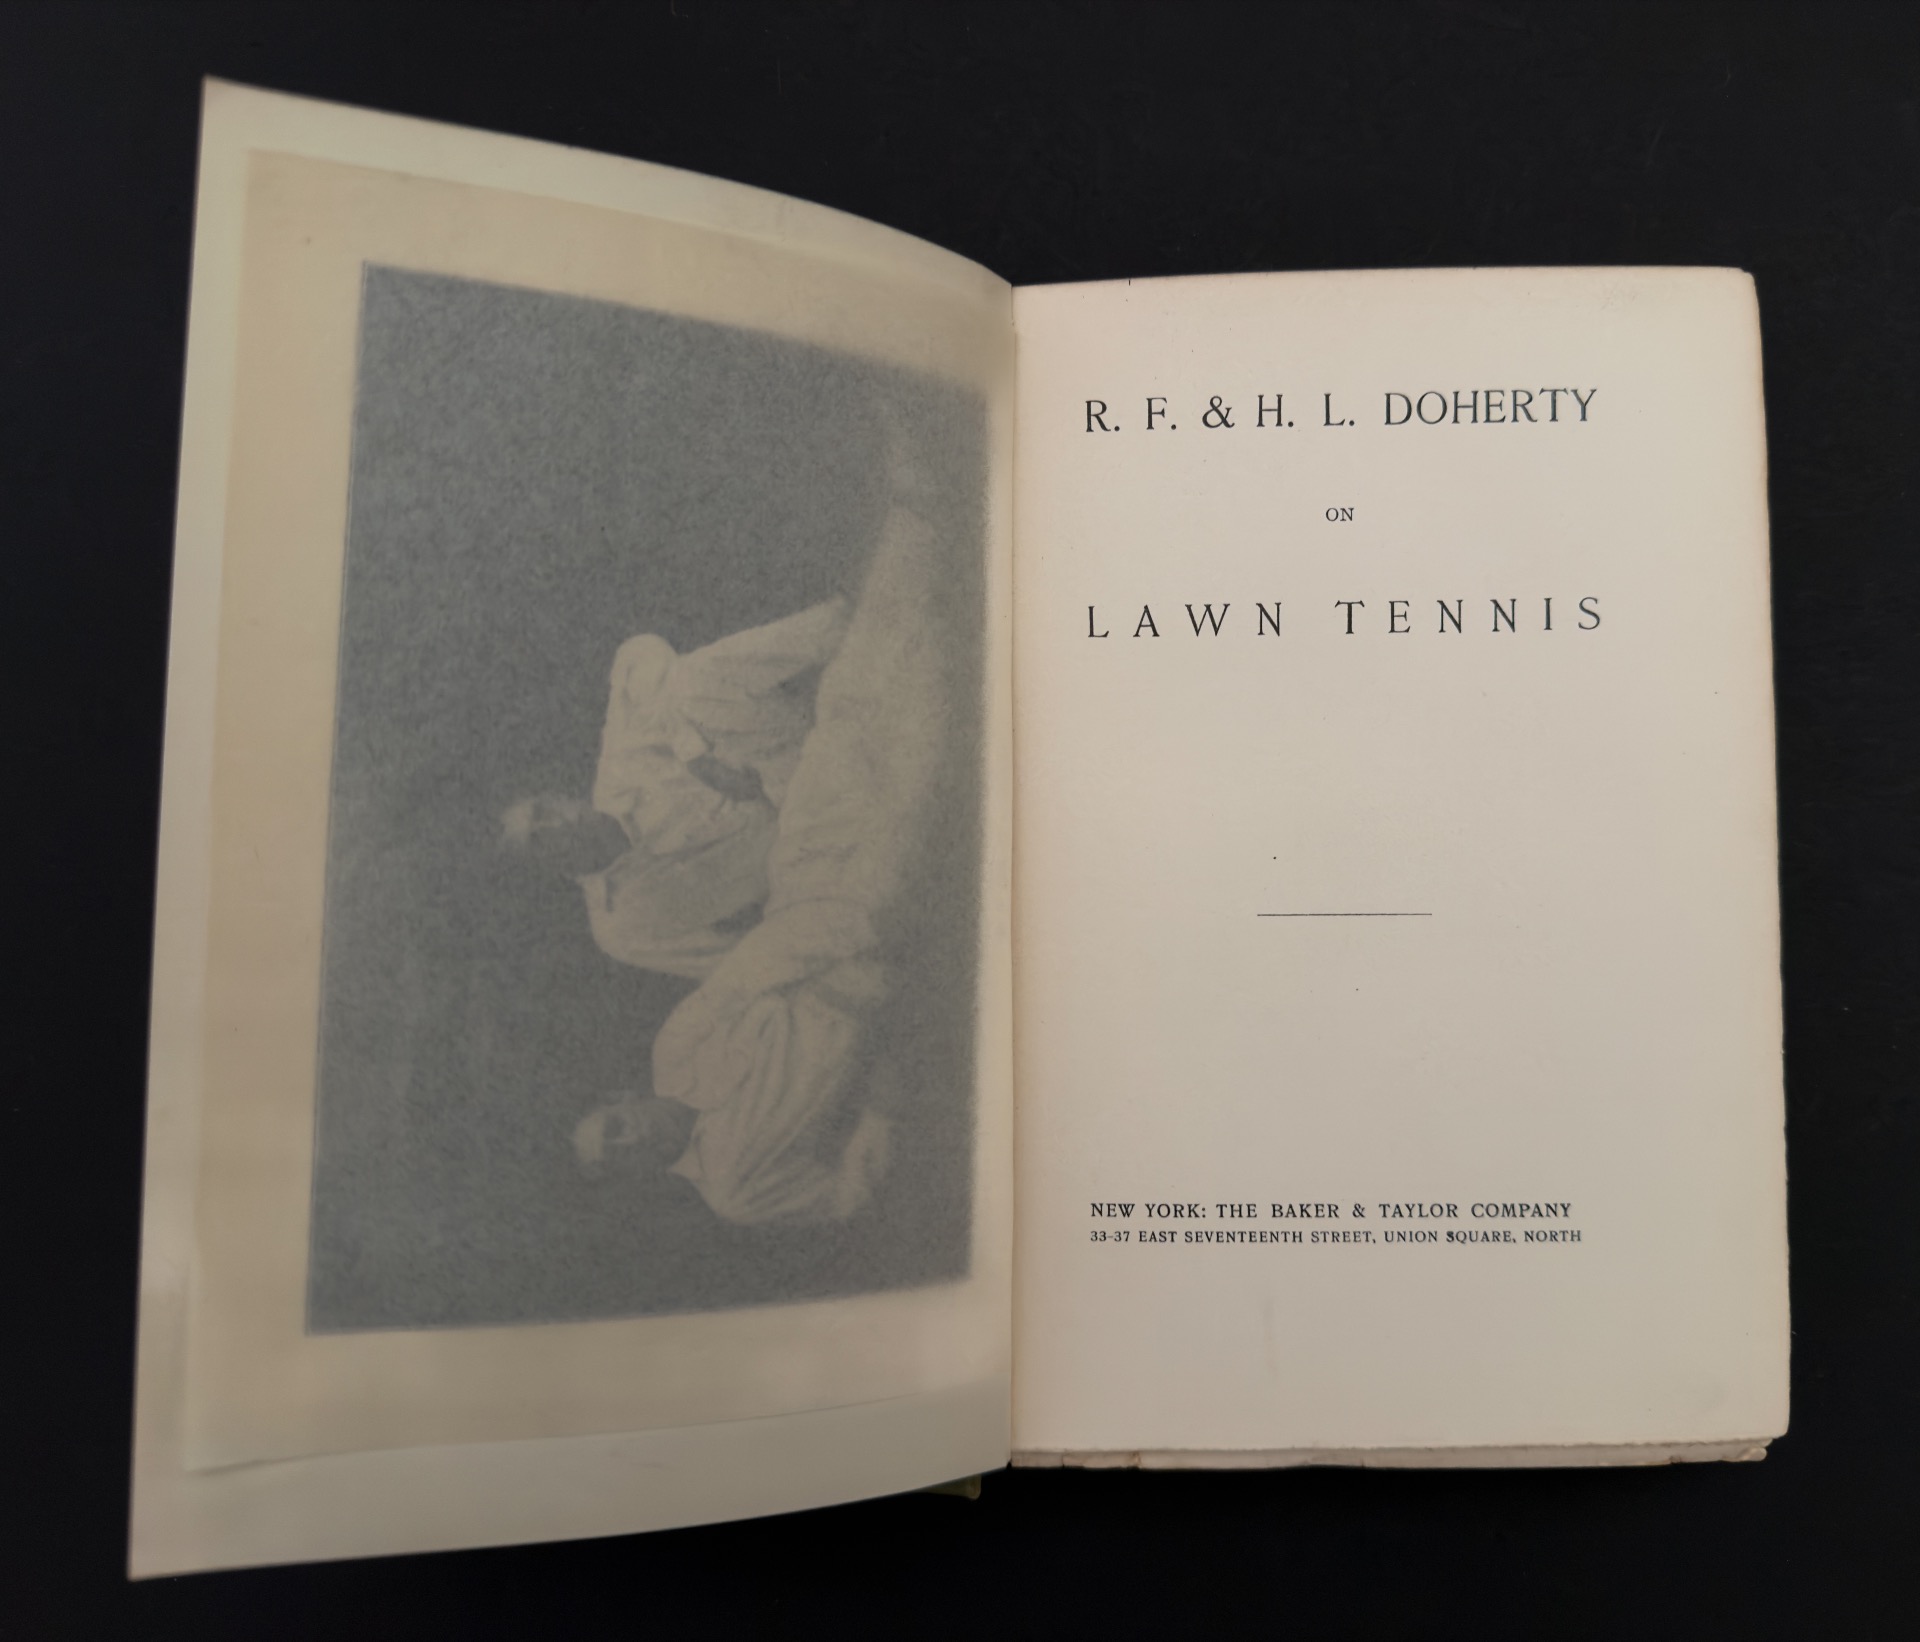 R. F. & H. L. DOHERTY
ON
LAWN TENNIS
NEW YORK: THE BAKER & TAYLOR COMPANY
33-37 EAST SEVENTEENTH STREET, UNION SQUARE, NORTH